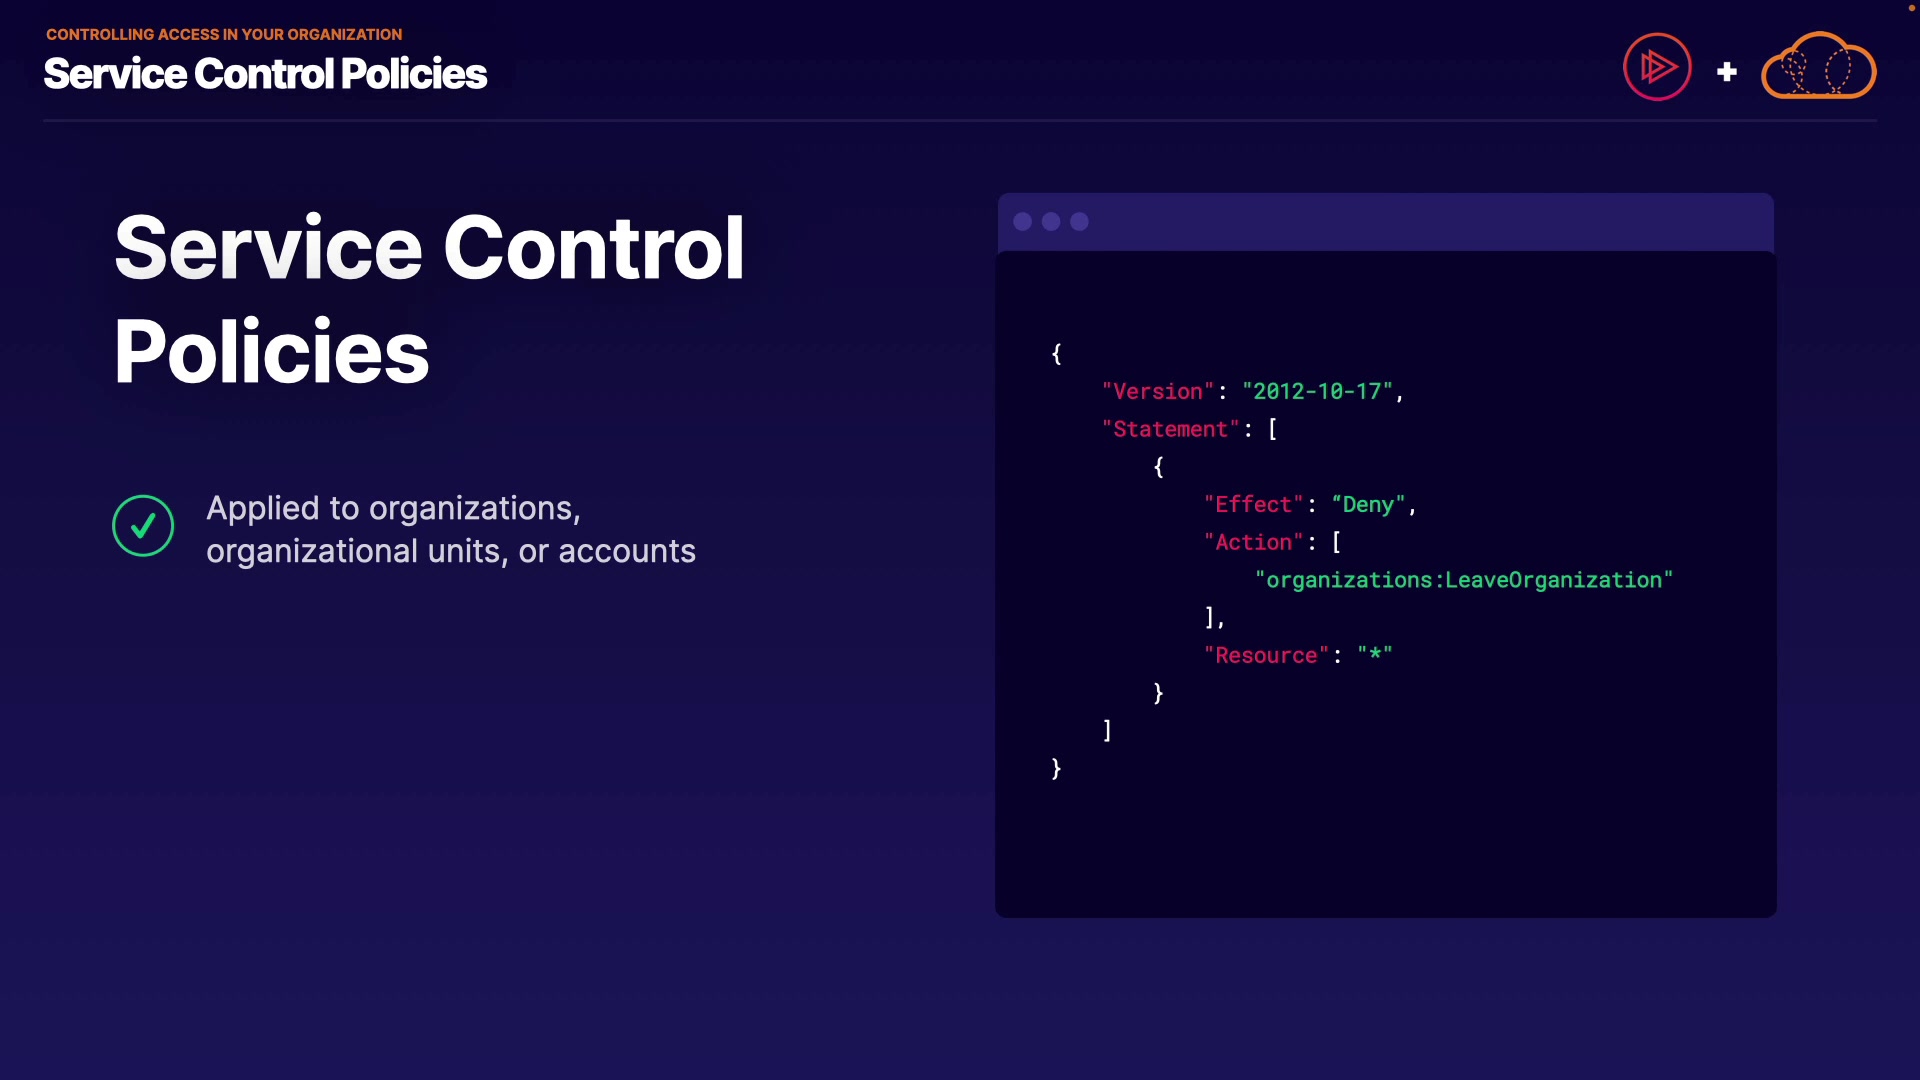 CONTROLLING ACCESS IN YOUR ORGANIZATION
Service Control Policies
Service Control
Policies
Applied to organizations,
organizational units, or accounts
{
    "Version": "2012-10-17",
    "Statement": [
        {
            "Effect": “Deny",
            "Action": [
                "organizations:LeaveOrganization"
            ],
            "Resource": "*"
        }
    ]
}